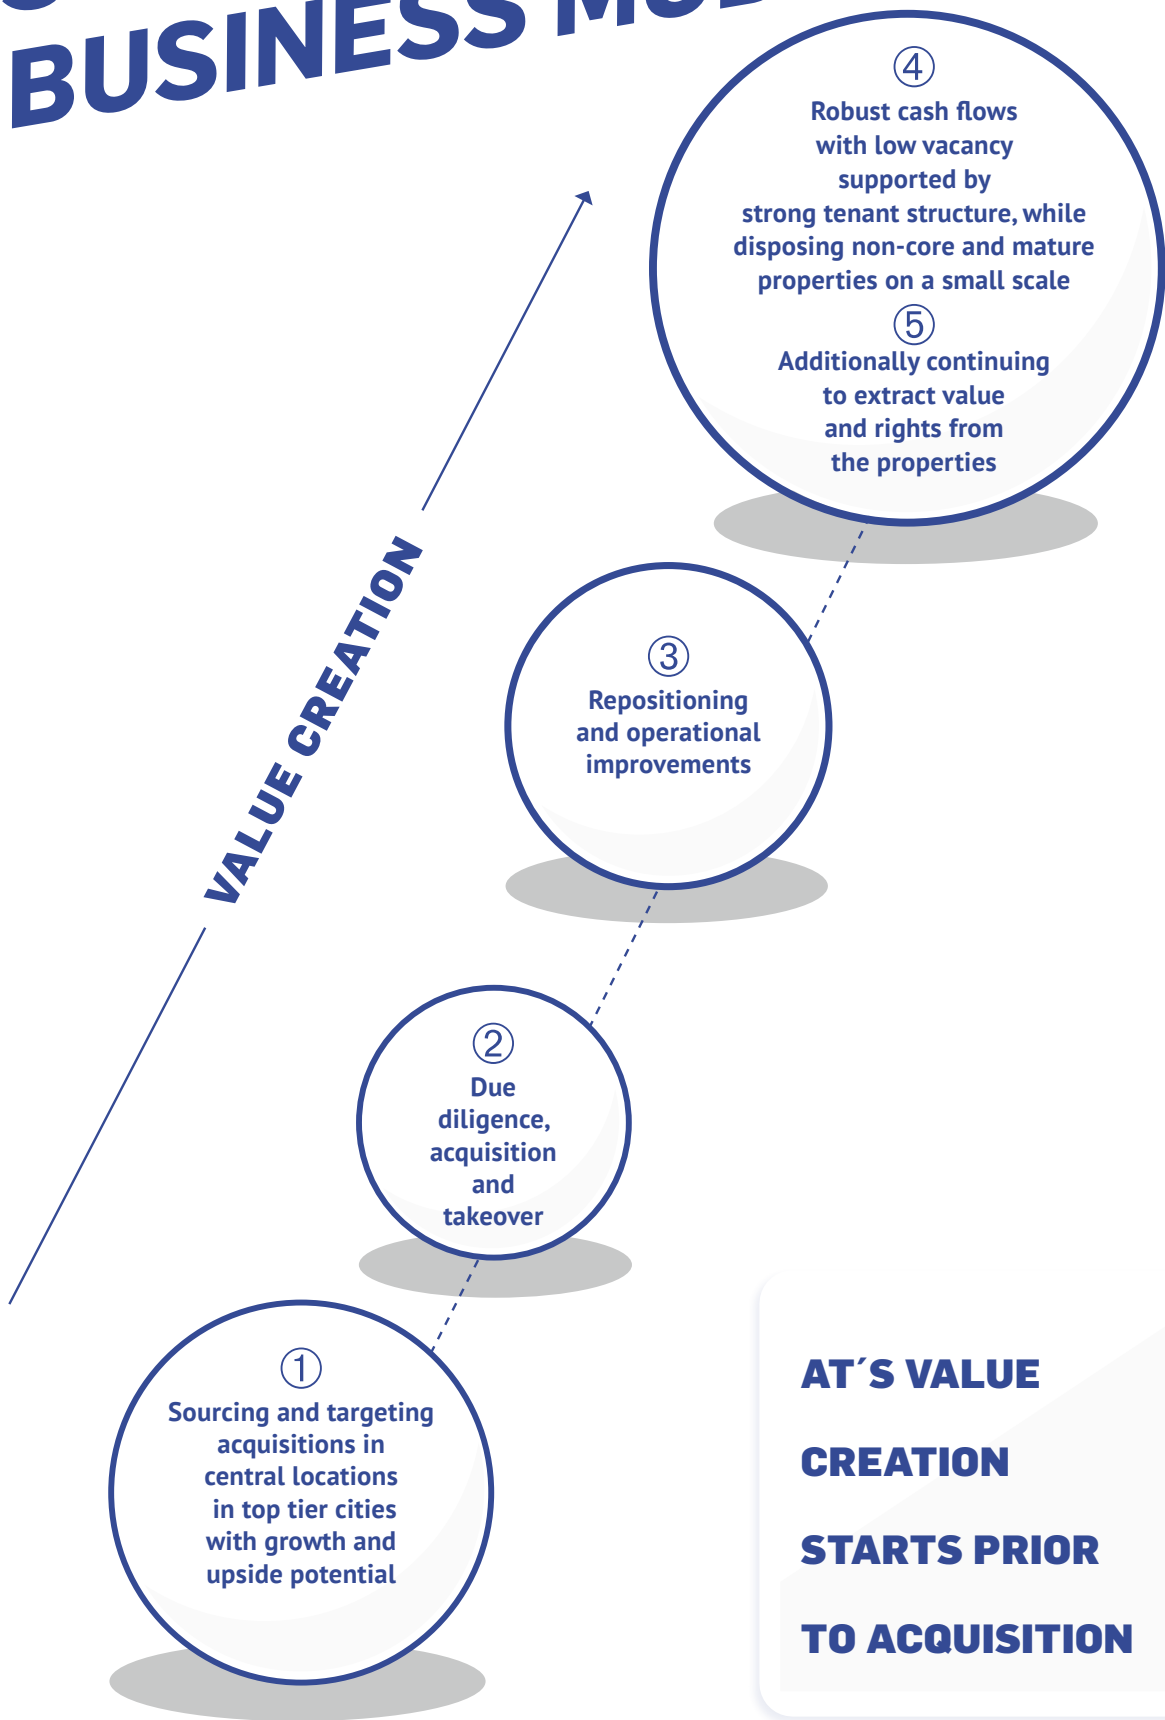 BUSINESS
④
Robust cash flows
with low vacancy
supported by
strong tenant structure, while
disposing non-core and mature
properties on a small scale
⑤
Additionally continuing
to extract value
and rights from
the properties
VALUE CREATION
③
Repositioning
and operational
improvements
②
Due
diligence,
acquisition
and
takeover
①
Sourcing and targeting
acquisitions in
central locations
in top tier cities
with growth and
upside potential
AT´S VALUE
CREATION
STARTS PRIOR
TO ACQUISITION